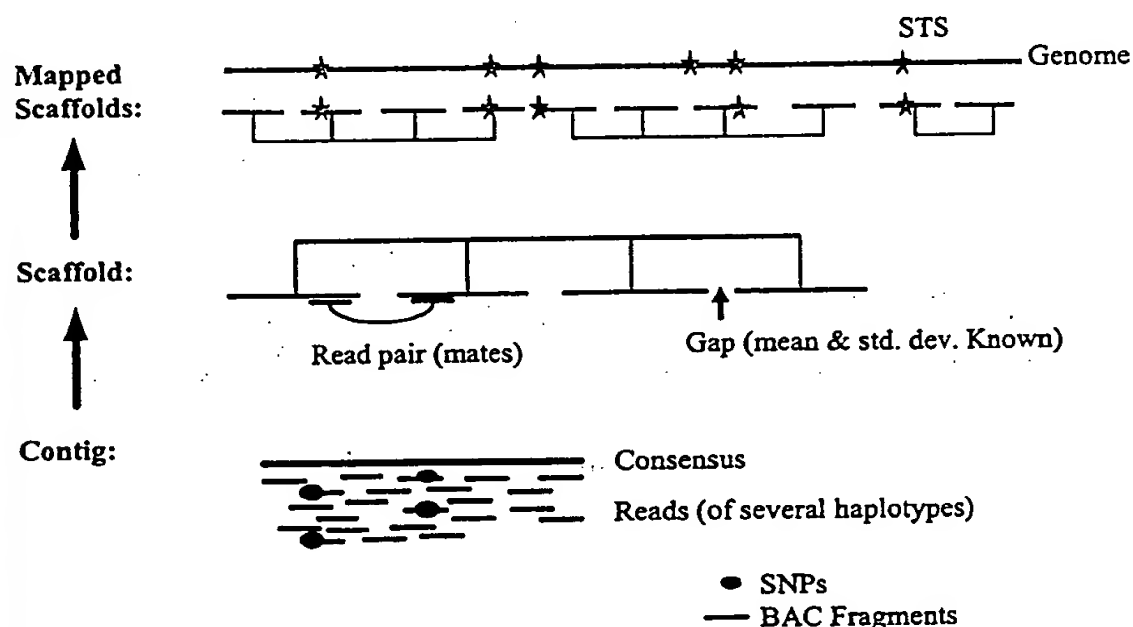 STS
Genome
Mapped
Scaffolds:
Scaffold:
Read pair (mates)
Gap (mean & std. dev. Known)
Contig:
Consensus
Reads (of several haplotypes)
SNPs
BAC Fragments